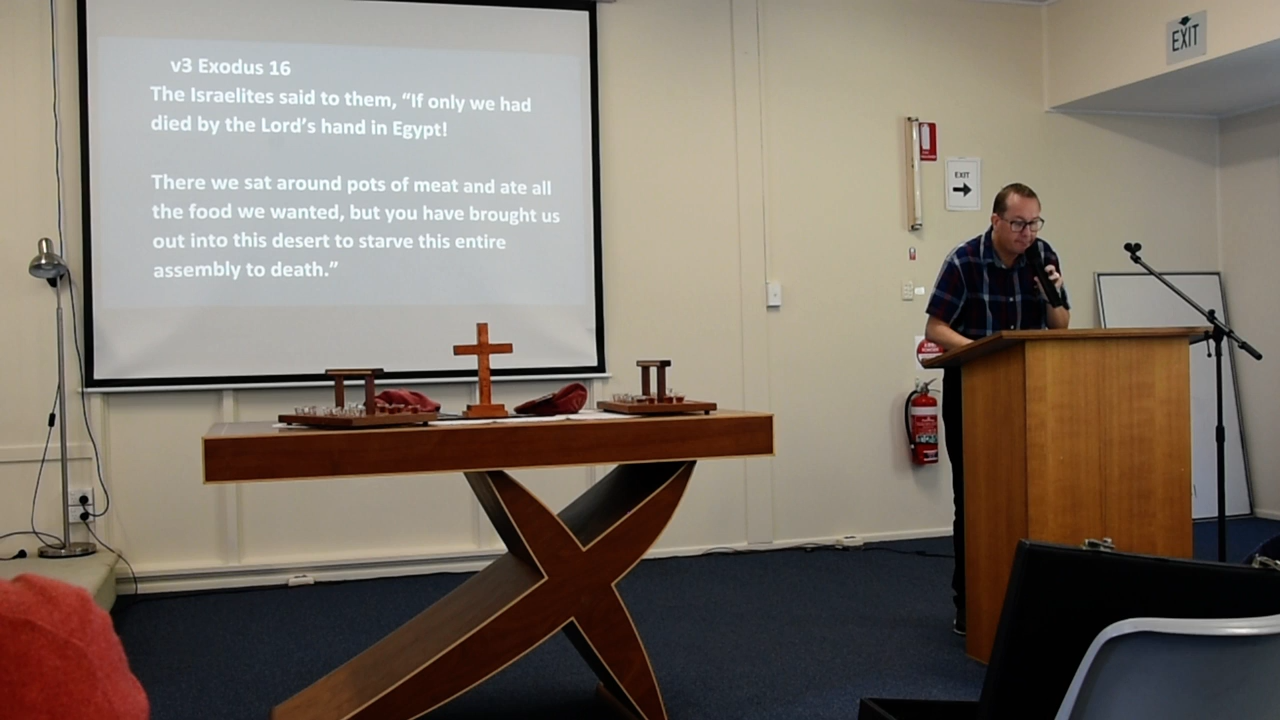 v3 Exodus 16
The Israelites said to them, “If only we had
died by the Lord’s hand in Egypt!
There we sat around pots of meat and ate all
the food we wanted, but you have brought us
out into this desert to starve this entire
assembly to death.”
EXIT
EXIT